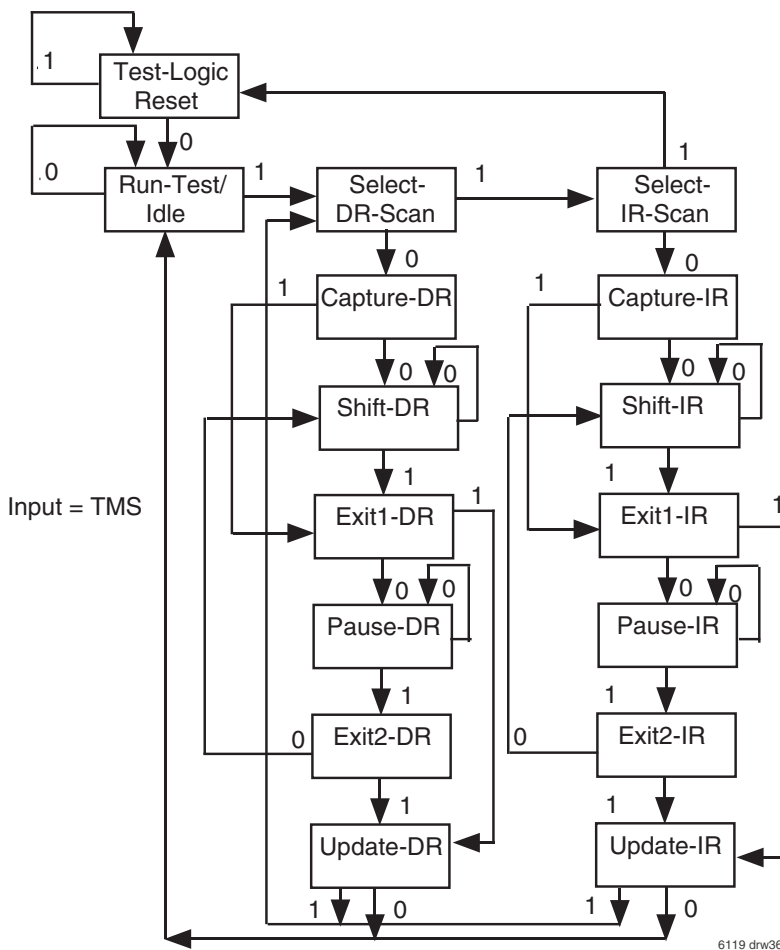 .1
Test-Logic
Reset
0
.0
Run-Test/
Idle
1
Select-
DR-Scan
1
1
Select-
IR-Scan
0
0
1
Capture-DR
1
Capture-IR
0
0
0
0
Shift-DR
Shift-IR
1
1
Input = TMS
Exit1-DR
1
Exit1-IR
1
0
0
0
0
Pause-DR
Pause-IR
1
1
0
Exit2-DR
0
Exit2-IR
1
1
Update-DR
Update-IR
1
0
1
0
6119 drw36